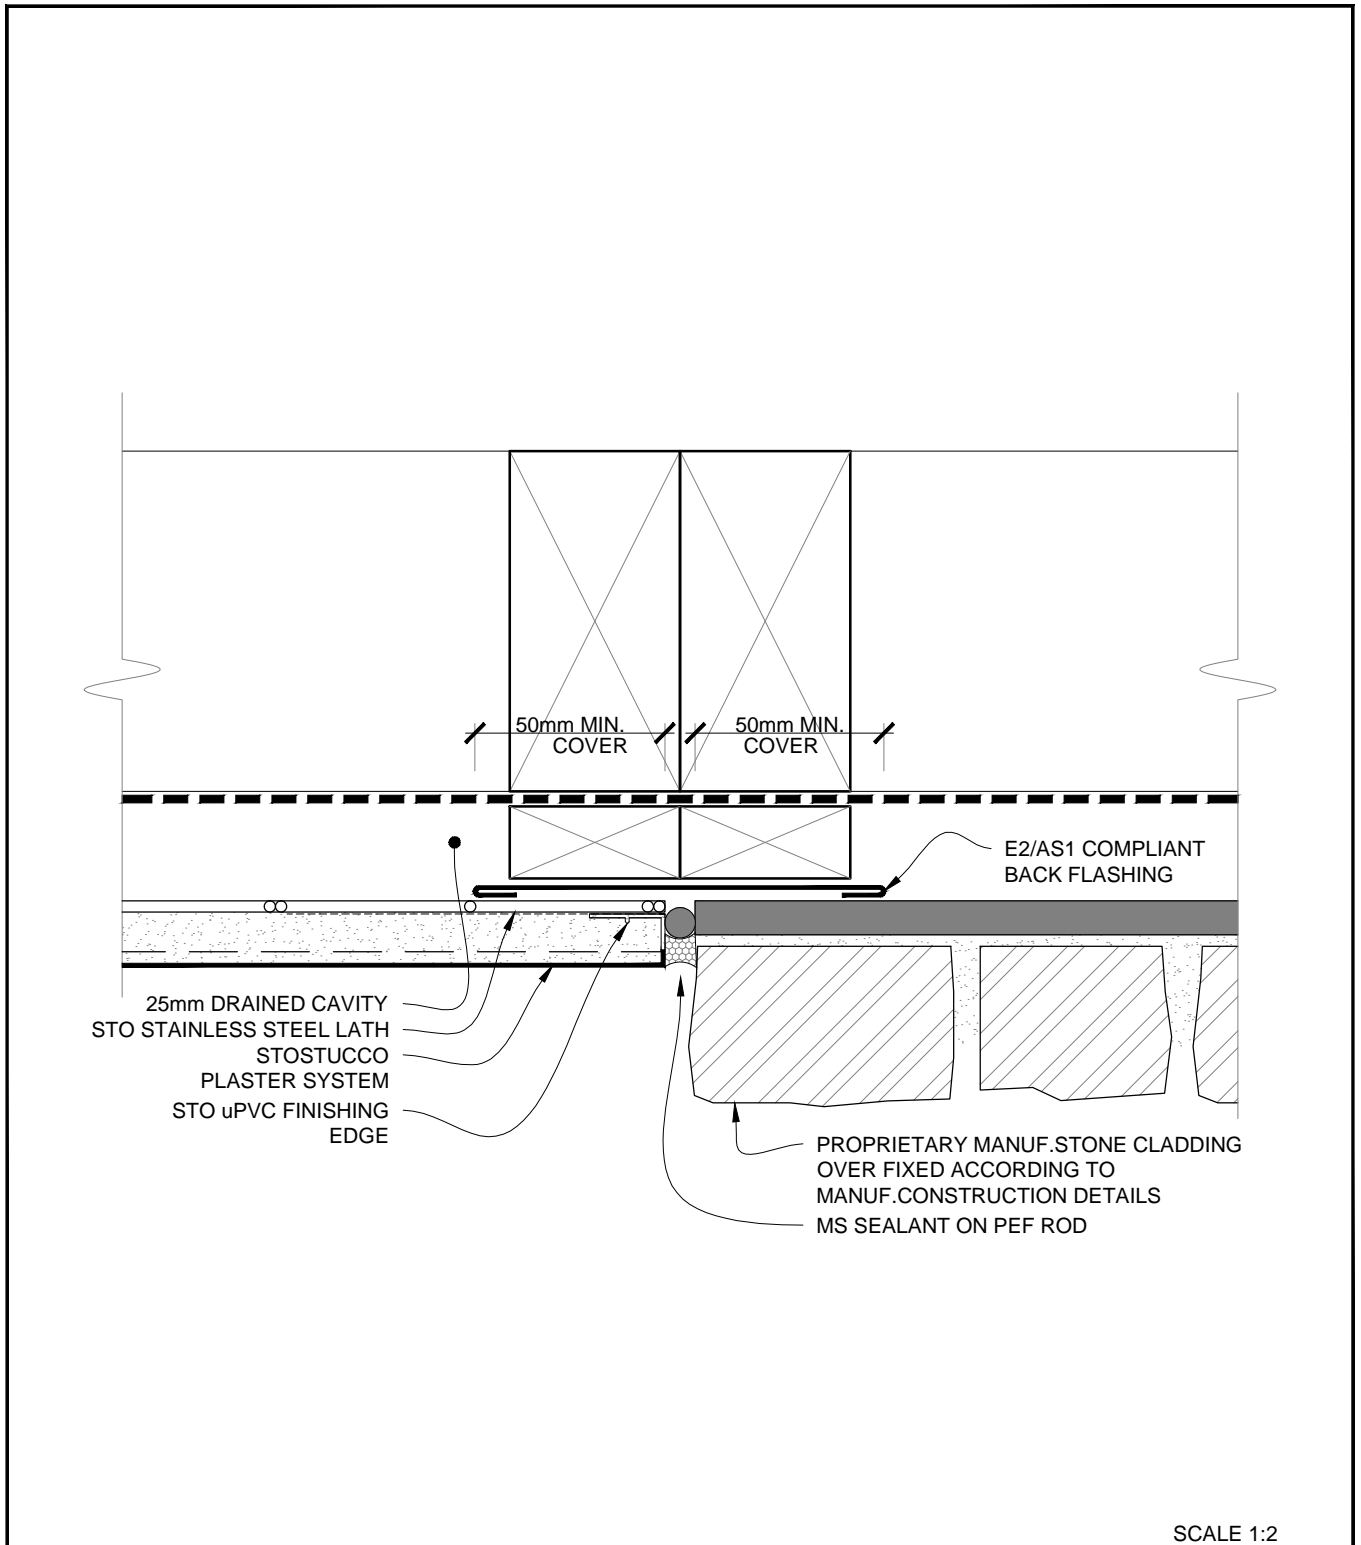 50mm MIN.
COVER
50mm MIN.
COVER
E2/AS1 COMPLIANT
BACK FLASHING
25mm DRAINED CAVITY
STO STAINLESS STEEL LATH
STOSTUCCO
PLASTER SYSTEM
STO uPVC FINISHING
EDGE
PROPRIETARY MANUF.STONE CLADDING
OVER FIXED ACCORDING TO
MANUF.CONSTRUCTION DETAILS
MS SEALANT ON PEF ROD
SCALE 1:2